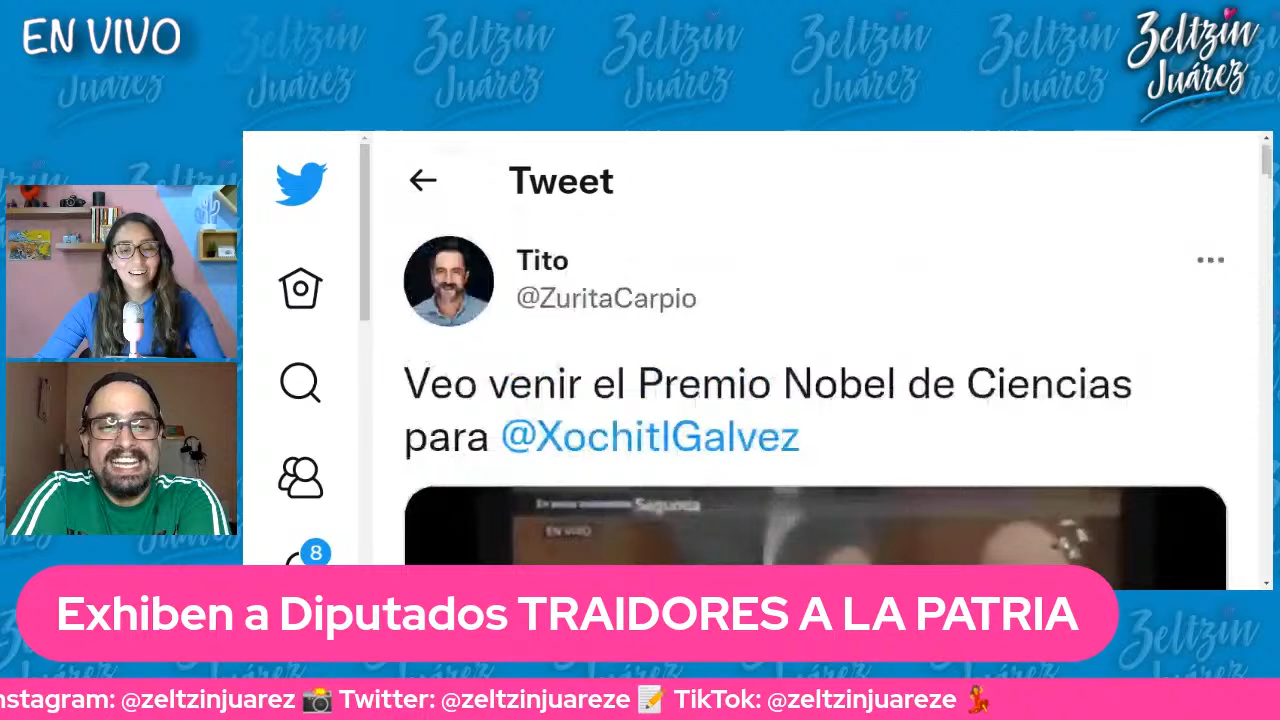 EN VIVO
Zeltzin
Juárez
Tweet
Tito
@ZuritaCarpio
Veo venir el Premio Nobel de Ciencias
para @XochitlGalvez
Segunda
EN VIVO
8
Exhiben a Diputados TRAIDORES A LA PATRIA
nstagram: @zeltzinjuarez 📸 Twitter: @zeltzinjuareze 📝 TikTok: @zeltzinjuareze 💃